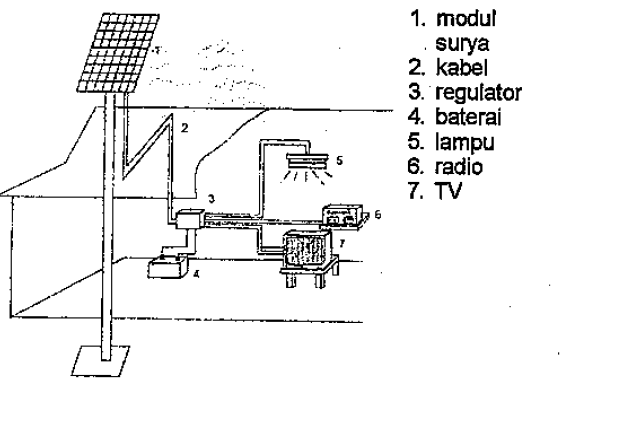 1. modul
surya
2. kabel
3. regulator
4. baterai
5. lampu
6. radio
7. TV
1
2
3
4
5
6
7